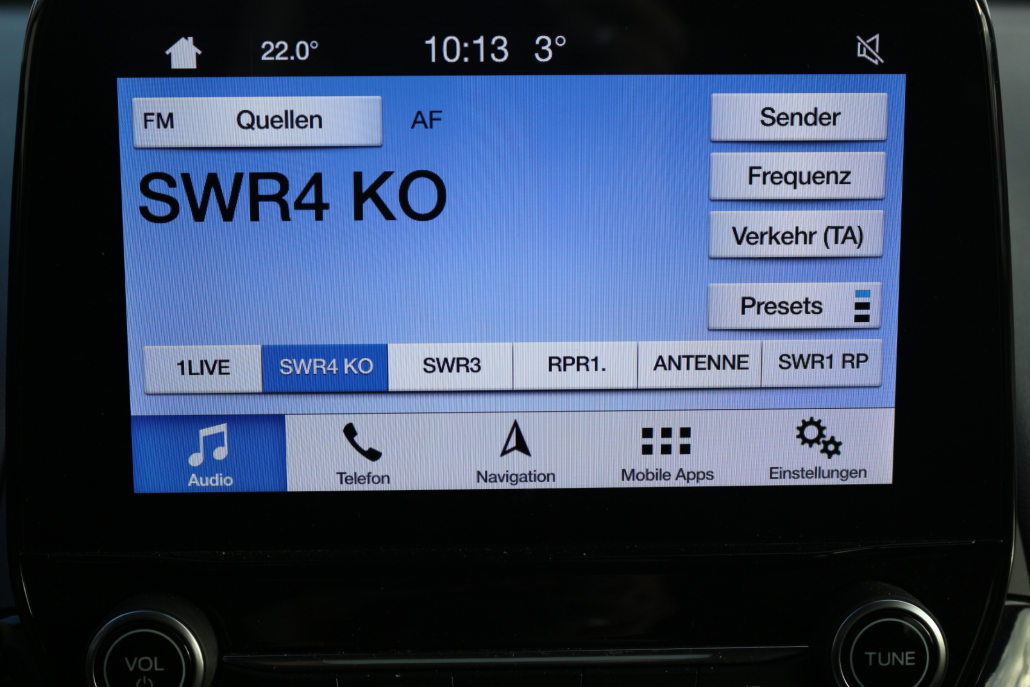 22.0° 10:13 3°
FM Quellen AF Sender
SWR4 KO
Frequenz
Verkehr (TA)
Presets
1LIVE SWR4 KO SWR3 RPR1. ANTENNE SWR1 RP
Audio Telefon Navigation Mobile Apps Einstellungen
VOL TUNE